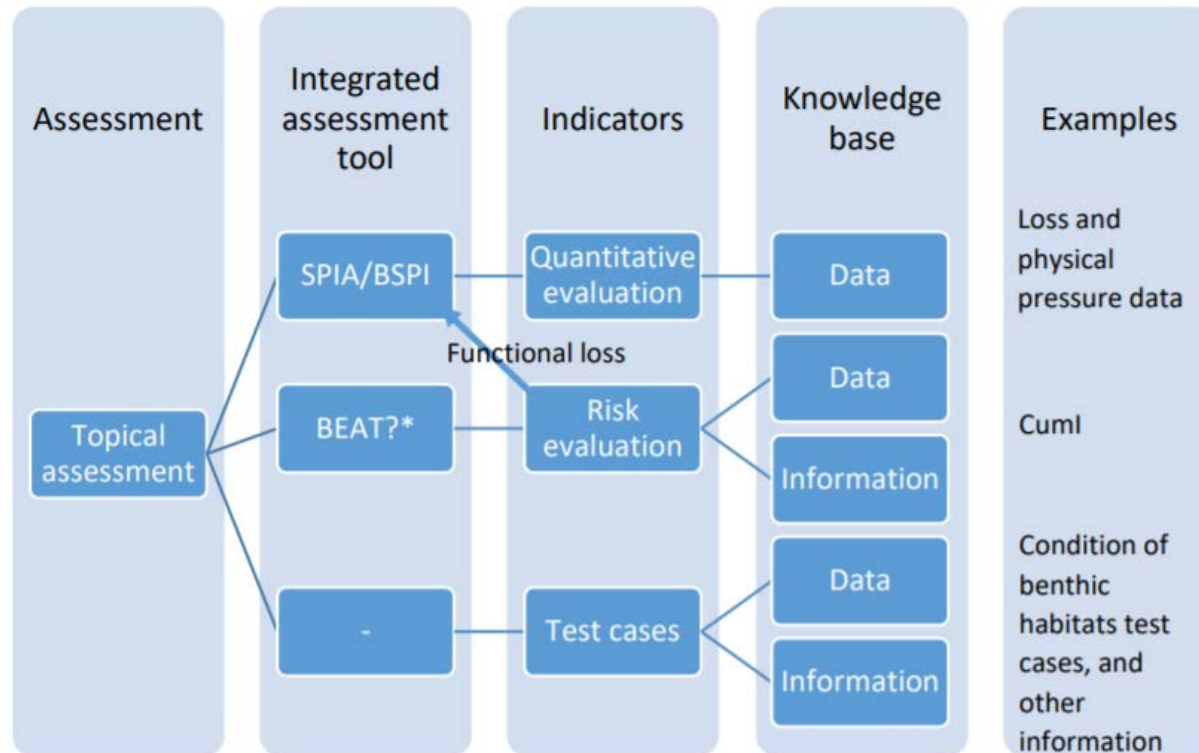 Assessment
Integrated
assessment
tool
Indicators
Knowledge
base
Examples
Topical
assessment
SPIA/BSPI
Quantitative
evaluation
Data
Loss and
physical
pressure data
Functional loss
BEAT?*
Risk
evaluation
Data
Information
CumI
-
Test cases
Data
Information
Condition of
benthic
habitats test
cases, and
other
information